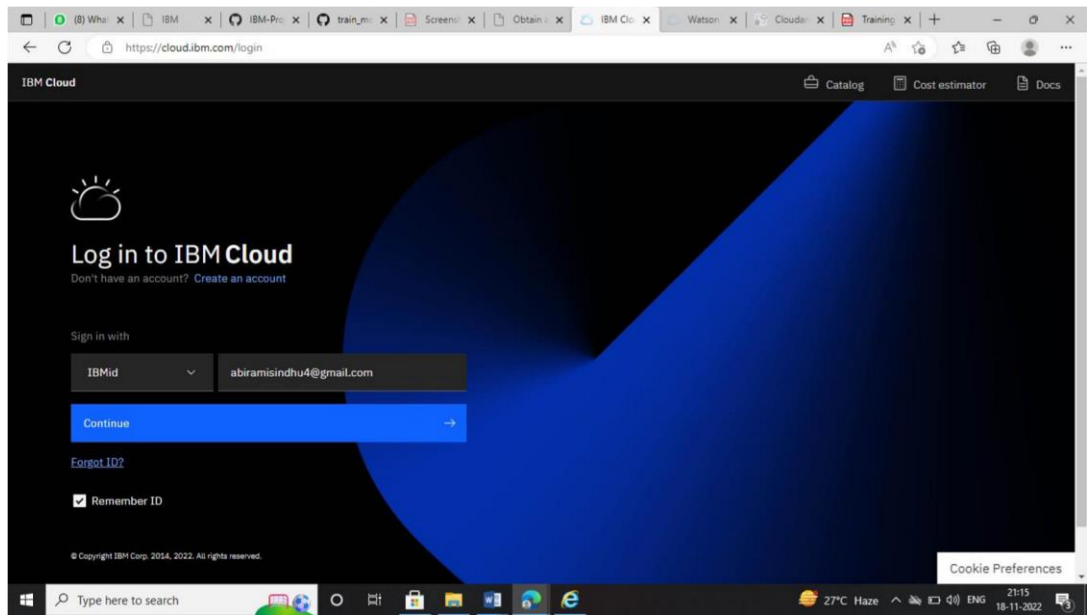 (8) What
IBM
IBM-Pro
train_mo
Screensh
Obtain a
IBM Clo
Watson
Cloudan
Training
https://cloud.ibm.com/login
IBM Cloud
Catalog
Cost estimator
Docs
Log in to IBM Cloud
Don't have an account? Create an account
Sign in with
IBMid
abiramisindhu4@gmail.com
Continue
Forgot ID?
Remember ID
© Copyright IBM Corp. 2014, 2022. All rights reserved.
Cookie Preferences
Type here to search
27°C Haze
ENG
21:15
18-11-2022